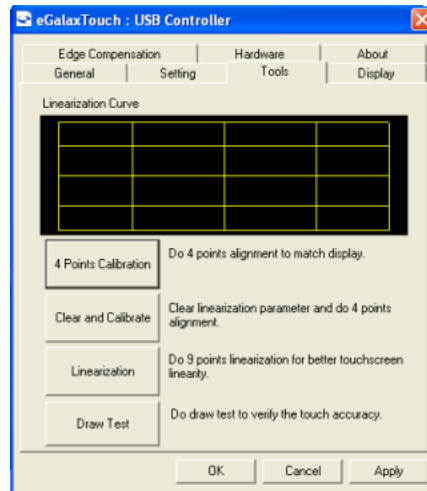 eGalaxTouch : USB Controller
Edge Compensation Hardware About
General Setting Tools Display
Linearization Curve
4 Points Calibration
Do 4 points alignment to match display.
Clear and Calibrate
Clear linearization parameter and do 4 points
alignment.
Linearization
Do 9 points linearization for better touchscreen
linearity.
Draw Test
Do draw test to verify the touch accuracy.
OK Cancel Apply